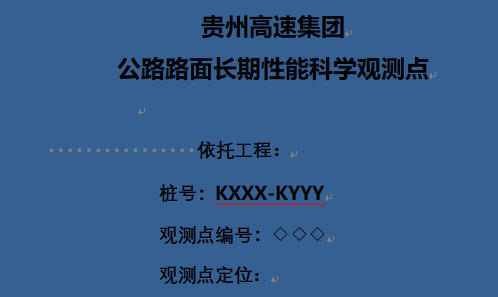 贵州高速集团
公路路面长期性能科学观测点
依托工程：
桩号：KXXX-KYYY
观测点编号：◇◇◇
观测点定位：